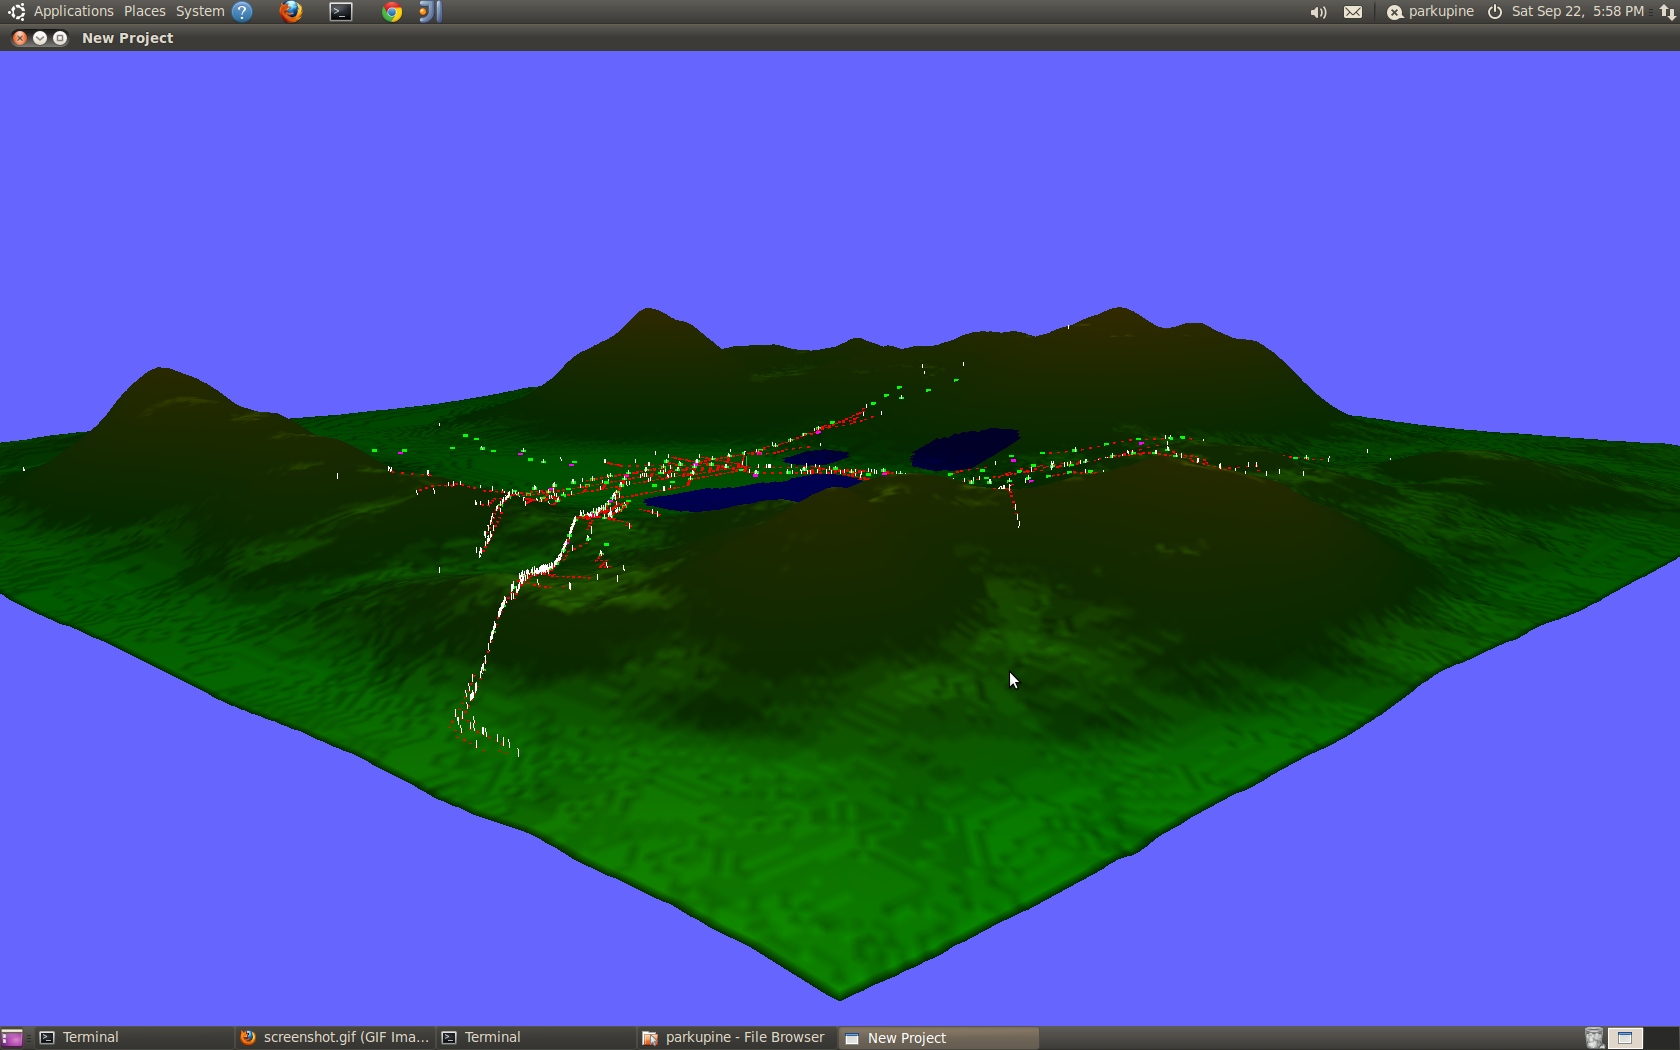 Applications Places System ? >_ parkupine Sat Sep 22, 5:58 PM
New Project
Terminal screenshot.gif (GIF Ima... Terminal parkupine - File Browser New Project